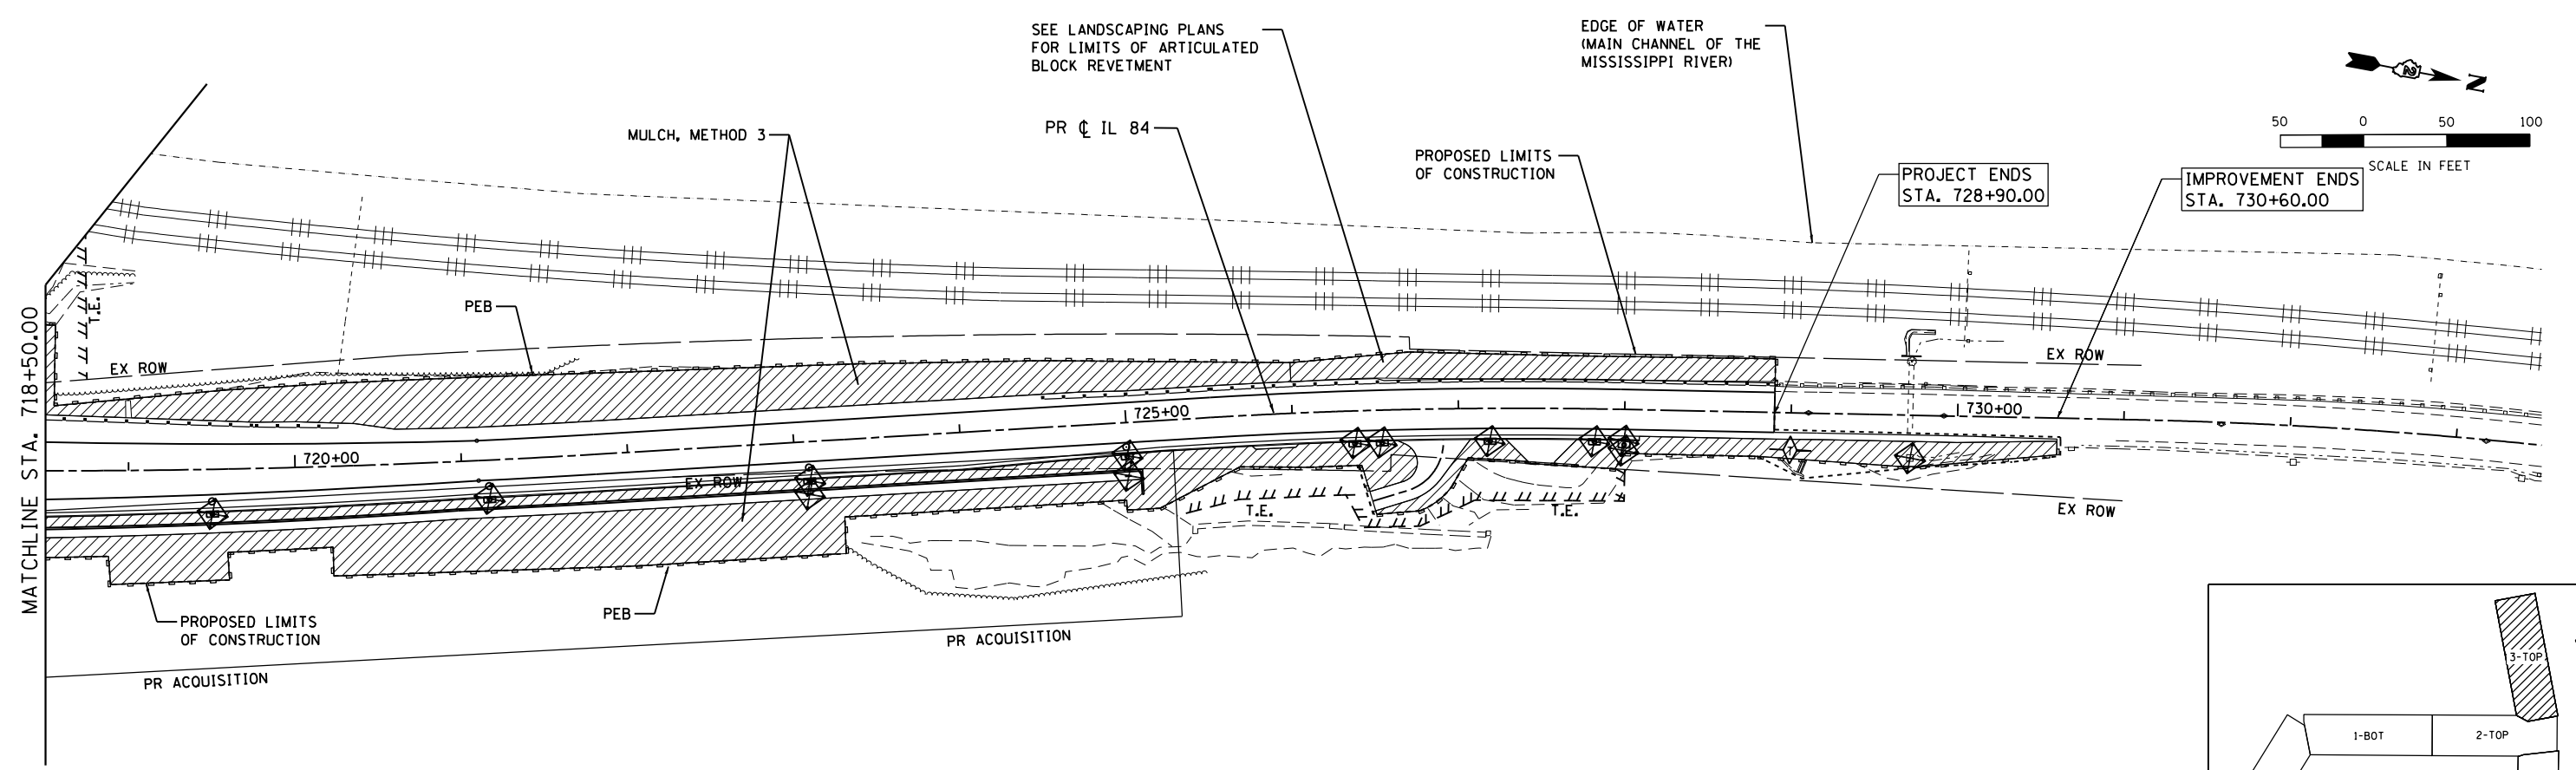 SEE LANDSCAPING PLANS
FOR LIMITS OF ARTICULATED
BLOCK REVETMENT
EDGE OF WATER
(MAIN CHANNEL OF THE
MISSISSIPPI RIVER)
N
50 0 50 100
SCALE IN FEET
MULCH, METHOD 3
PR ℄ IL 84
PROPOSED LIMITS
OF CONSTRUCTION
PROJECT ENDS
STA. 728+90.00
IMPROVEMENT ENDS
STA. 730+60.00
T.E.
PEB
EX ROW
EX ROW
MATCHLINE STA. 718+50.00
720+00
725+00
730+00
EX ROW
T.E.
T.E.
EX ROW
PROPOSED LIMITS
OF CONSTRUCTION
PEB
PR ACQUISITION
PR ACQUISITION
3-TOP
1-BOT
2-TOP